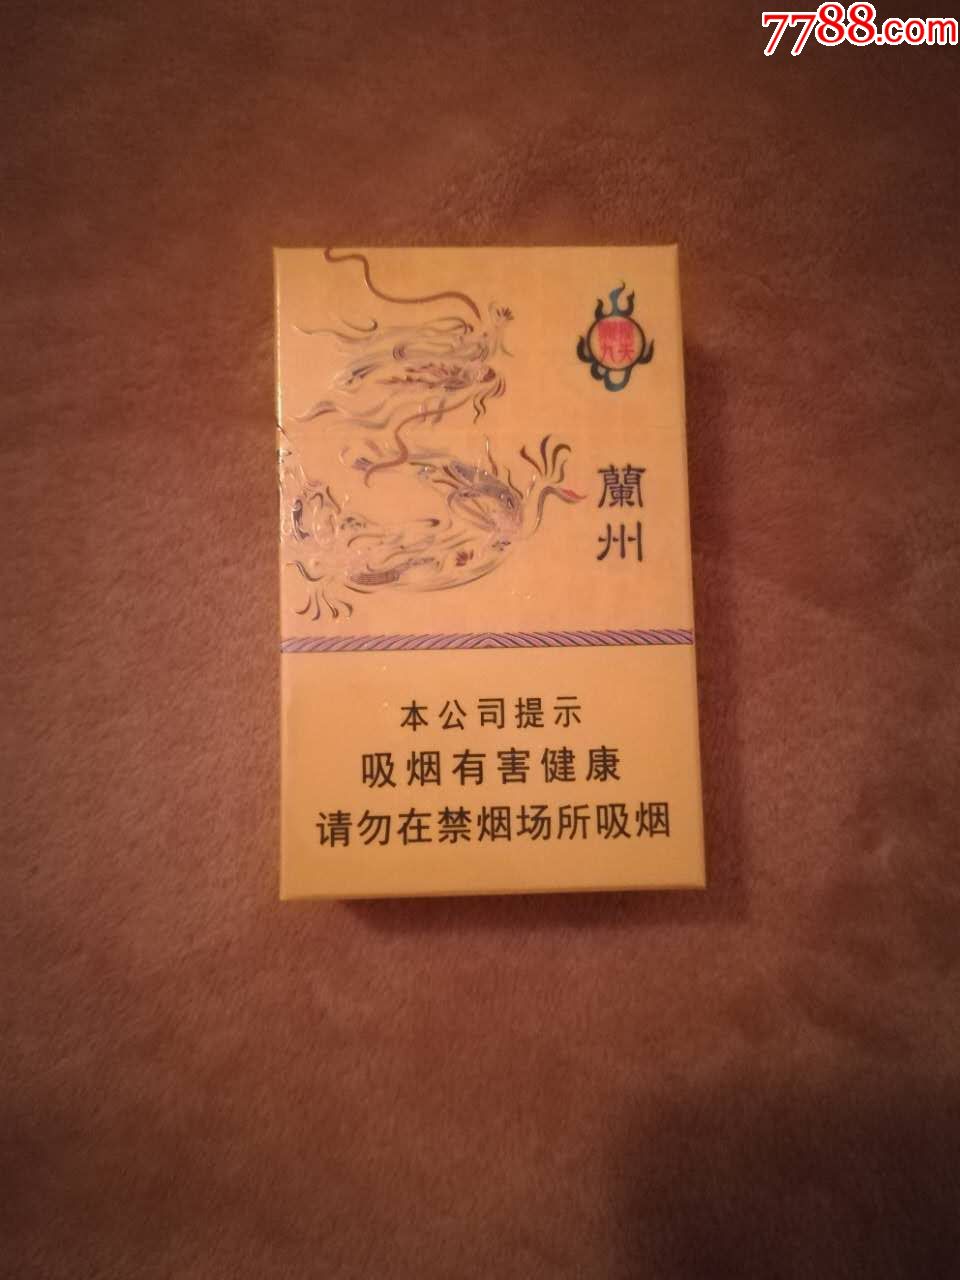 7788.com
蘭州
本公司提示
吸烟有害健康
请勿在禁烟场所吸烟